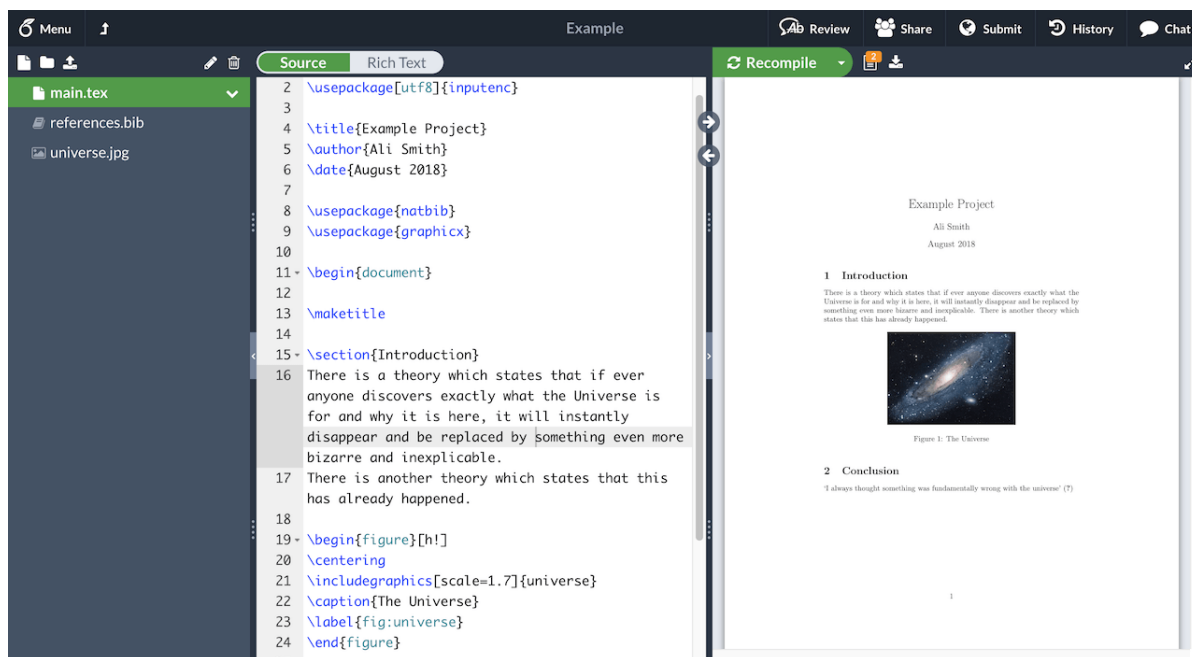 Menu
Example
Ab Review
Share
Submit
History
Chat
Source
Rich Text
Recompile
2
main.tex
references.bib
universe.jpg
2 \usepackage[utf8]{inputenc}
3
4 \title{Example Project}
5 \author{Ali Smith}
6 \date{August 2018}
7
8 \usepackage{natbib}
9 \usepackage{graphicx}
10
11 \begin{document}
12
13 \maketitle
14
15 \section{Introduction}
16 There is a theory which states that if ever
anyone discovers exactly what the Universe is
for and why it is here, it will instantly
disappear and be replaced by something even more
bizarre and inexplicable.
17 There is another theory which states that this
has already happened.
18
19 \begin{figure}[h!]
20 \centering
21 \includegraphics[scale=1.7]{universe}
22 \caption{The Universe}
23 \label{fig:universe}
24 \end{figure}
Example Project
Ali Smith
August 2018
1 Introduction
There is a theory which states that if ever anyone discovers exactly what the
Universe is for and why it is here, it will instantly disappear and be replaced by
something even more bizarre and inexplicable. There is another theory which
states that this has already happened.
Figure 1: The Universe
2 Conclusion
'I always thought something was fundamentally wrong with the universe' (?)
1